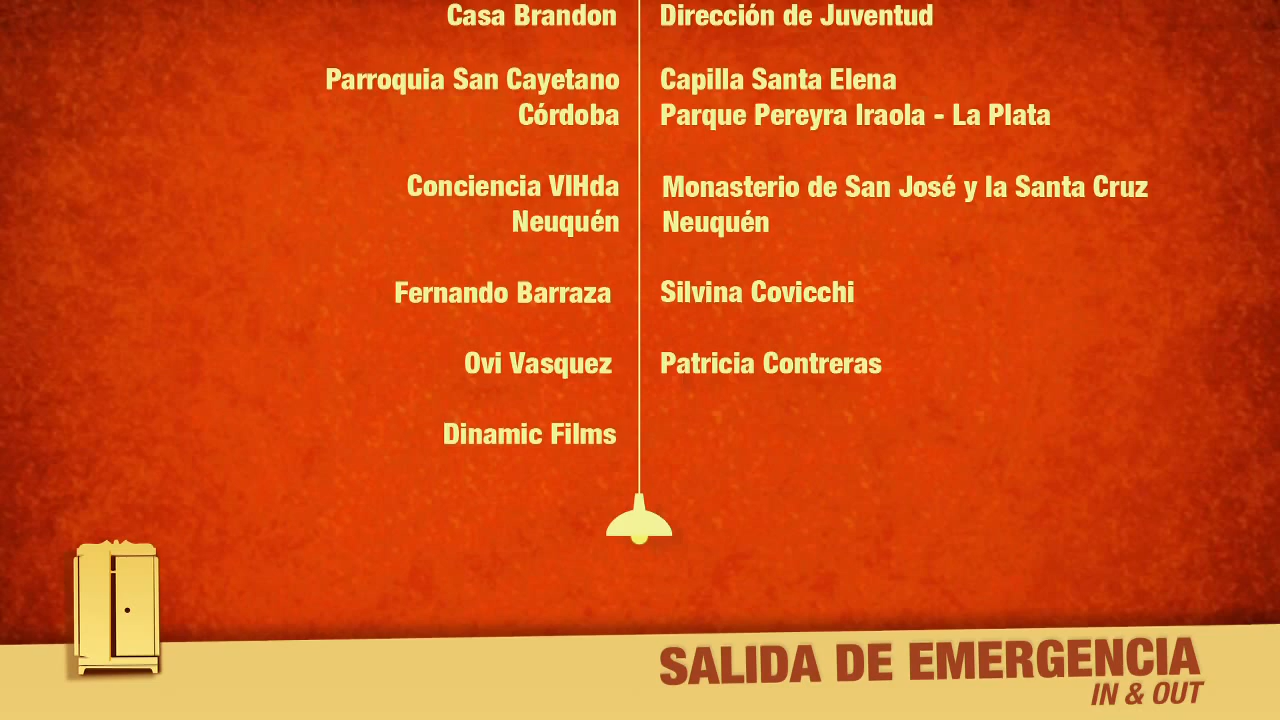 Casa Brandon
Dirección de Juventud
Parroquia San Cayetano
Córdoba
Capilla Santa Elena
Parque Pereyra Iraola - La Plata
Conciencia VIHda
Neuquén
Monasterio de San José y la Santa Cruz
Neuquén
Fernando Barraza
Silvina Covicchi
Ovi Vasquez
Patricia Contreras
Dinamic Films
SALIDA DE EMERGENCIA
IN & OUT